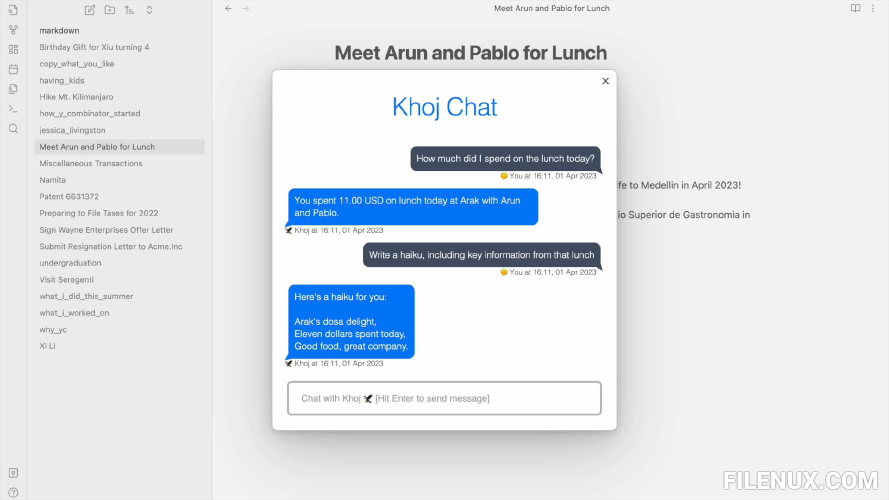 Meet Arun and Pablo for Lunch
markdown
Birthday Gift for Xiu turning 4
copy_what_you_like
having_kids
Hike Mt. Kilimanjaro
how_y_combinator_started
jessica_livingston
Meet Arun and Pablo for Lunch
Miscellaneous Transactions
Namita
Patent 6631372
Preparing to File Taxes for 2022
Sign Wayne Enterprises Offer Letter
Submit Resignation Letter to Acme.Inc
undergraduation
Visit Seregenti
what_i_did_this_summer
what_i_worked_on
why_yc
Xi Li
Meet Arun and Pablo for Lunch
Khoj Chat
How much did I spend on the lunch today?
You at 16:11, 01 Apr 2023
You spent 11.00 USD on lunch today at Arak with Arun
and Pablo.
Khoj at 16:11, 01 Apr 2023
Write a haiku, including key information from that lunch
You at 16:11, 01 Apr 2023
Here's a haiku for you:
Arak's dosa delight,
Eleven dollars spent today,
Good food, great company.
Khoj at 16:11, 01 Apr 2023
Chat with Khoj [Hit Enter to send message]
to Medellin in April 2023!
Superior de Gastronomia in
FILENUX.COM